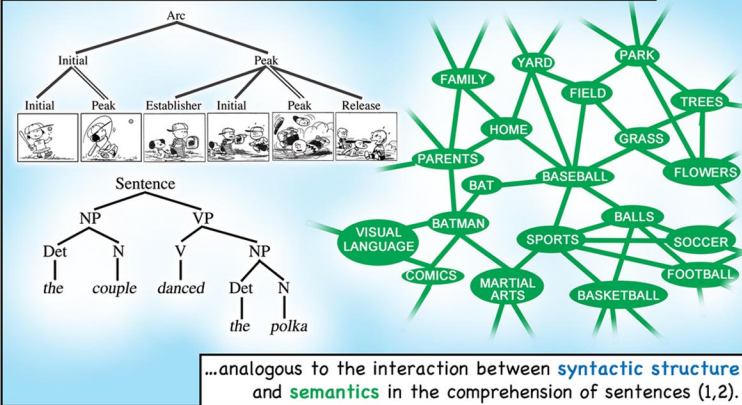 Arc
Initial Peak
Initial Peak Establisher Initial Peak Release
Sentence
NP VP
Det N V NP
the couple danced Det N
the polka
FAMILY
YARD
PARK
FIELD
TREES
HOME
GRASS
PARENTS
BAT
BASEBALL
FLOWERS
BATMAN
BALLS
VISUAL
LANGUAGE
SPORTS
SOCCER
COMICS
MARTIAL
ARTS
FOOTBALL
BASKETBALL
...analogous to the interaction between syntactic structure
and semantics in the comprehension of sentences (1,2).